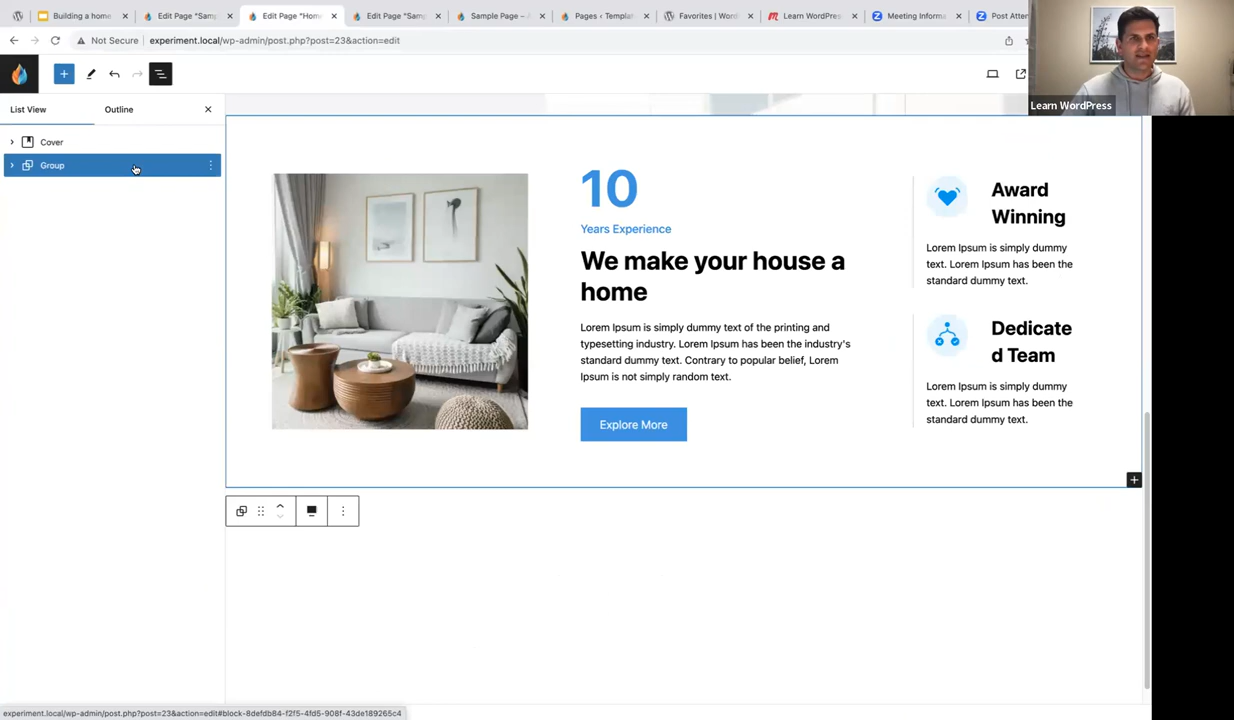 Building a home
Edit Page "Samp
Edit Page "Home
Edit Page "Samp
Sample Page – A
Pages ‹ Templat
Favorites | Word
Learn WordPress
Meeting Informa
Post Atten
Not Secure
experiment.local/wp-admin/post.php?post=23&action=edit
Learn WordPress
List View
Outline
Cover
Group
10
Years Experience
We make your house a
home
Lorem Ipsum is simply dummy text of the printing and
typesetting industry. Lorem Ipsum has been the industry's
standard dummy text. Contrary to popular belief, Lorem
Ipsum is not simply random text.
Explore More
Award
Winning
Lorem Ipsum is simply dummy
text. Lorem Ipsum has been the
standard dummy text.
Dedicate
d Team
Lorem Ipsum is simply dummy
text. Lorem Ipsum has been the
standard dummy text.
experiment.local/wp-admin/post.php?post=23&action=edit#block-8defdb84-f2f5-4fd5-908f-43de189265c4